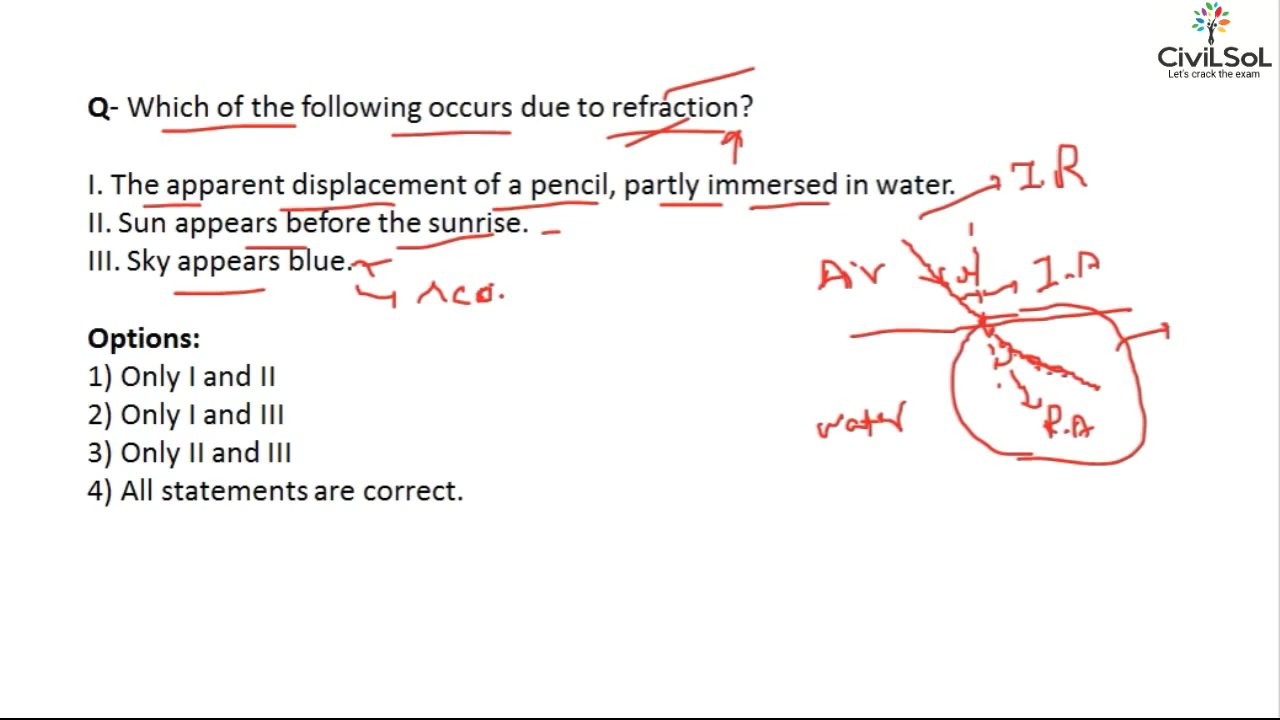 CiviLSoL
Let's crack the exam
Q- Which of the following occurs due to refraction?
I. The apparent displacement of a pencil, partly immersed in water.
II. Sun appears before the sunrise.
III. Sky appears blue.
Options:
1) Only I and II
2) Only I and III
3) Only II and III
4) All statements are correct.
I R
Air
I.A
water
R.A